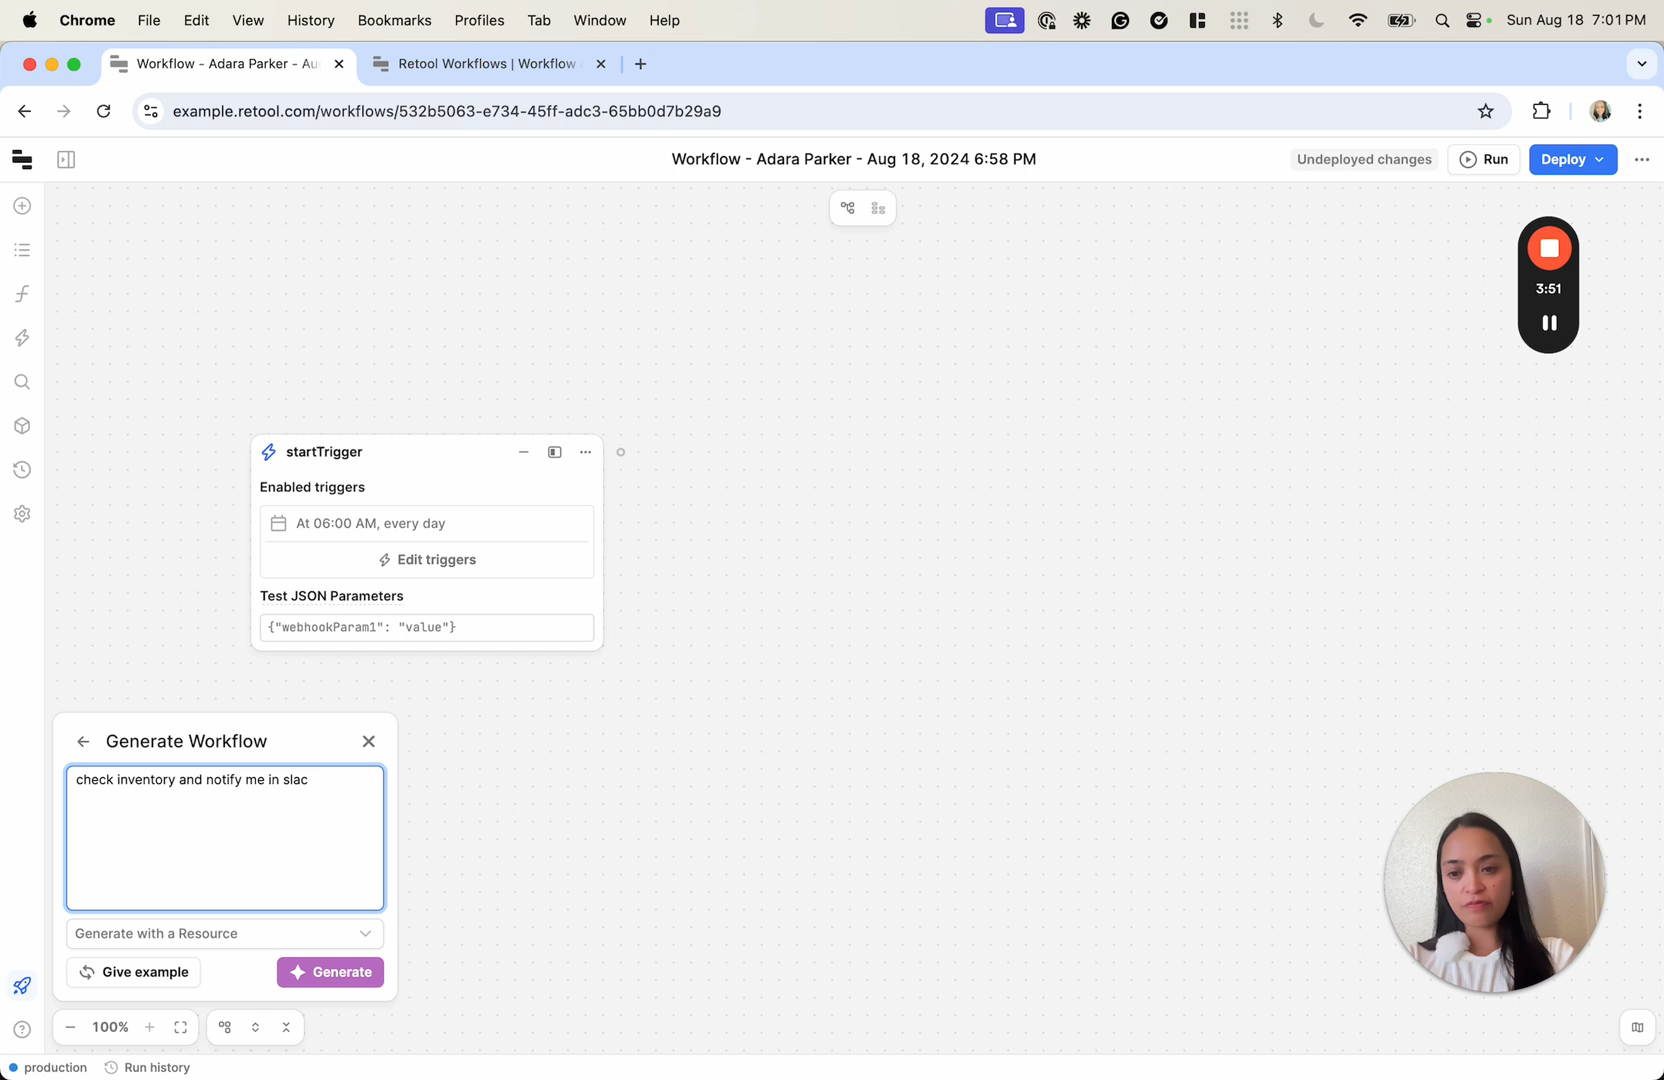 Chrome File Edit View History Bookmarks Profiles Tab Window Help Sun Aug 18 7:01 PM
Workflow - Adara Parker - Au Retool Workflows | Workflow
example.retool.com/workflows/532b5063-e734-45ff-adc3-65bb0d7b29a9
Workflow - Adara Parker - Aug 18, 2024 6:58 PM Undeployed changes Run Deploy
3:51
startTrigger
Enabled triggers
At 06:00 AM, every day
Edit triggers
Test JSON Parameters
{"webhookParam1": "value"}
Generate Workflow
check inventory and notify me in slac
Generate with a Resource
Give example Generate
100%
production Run history